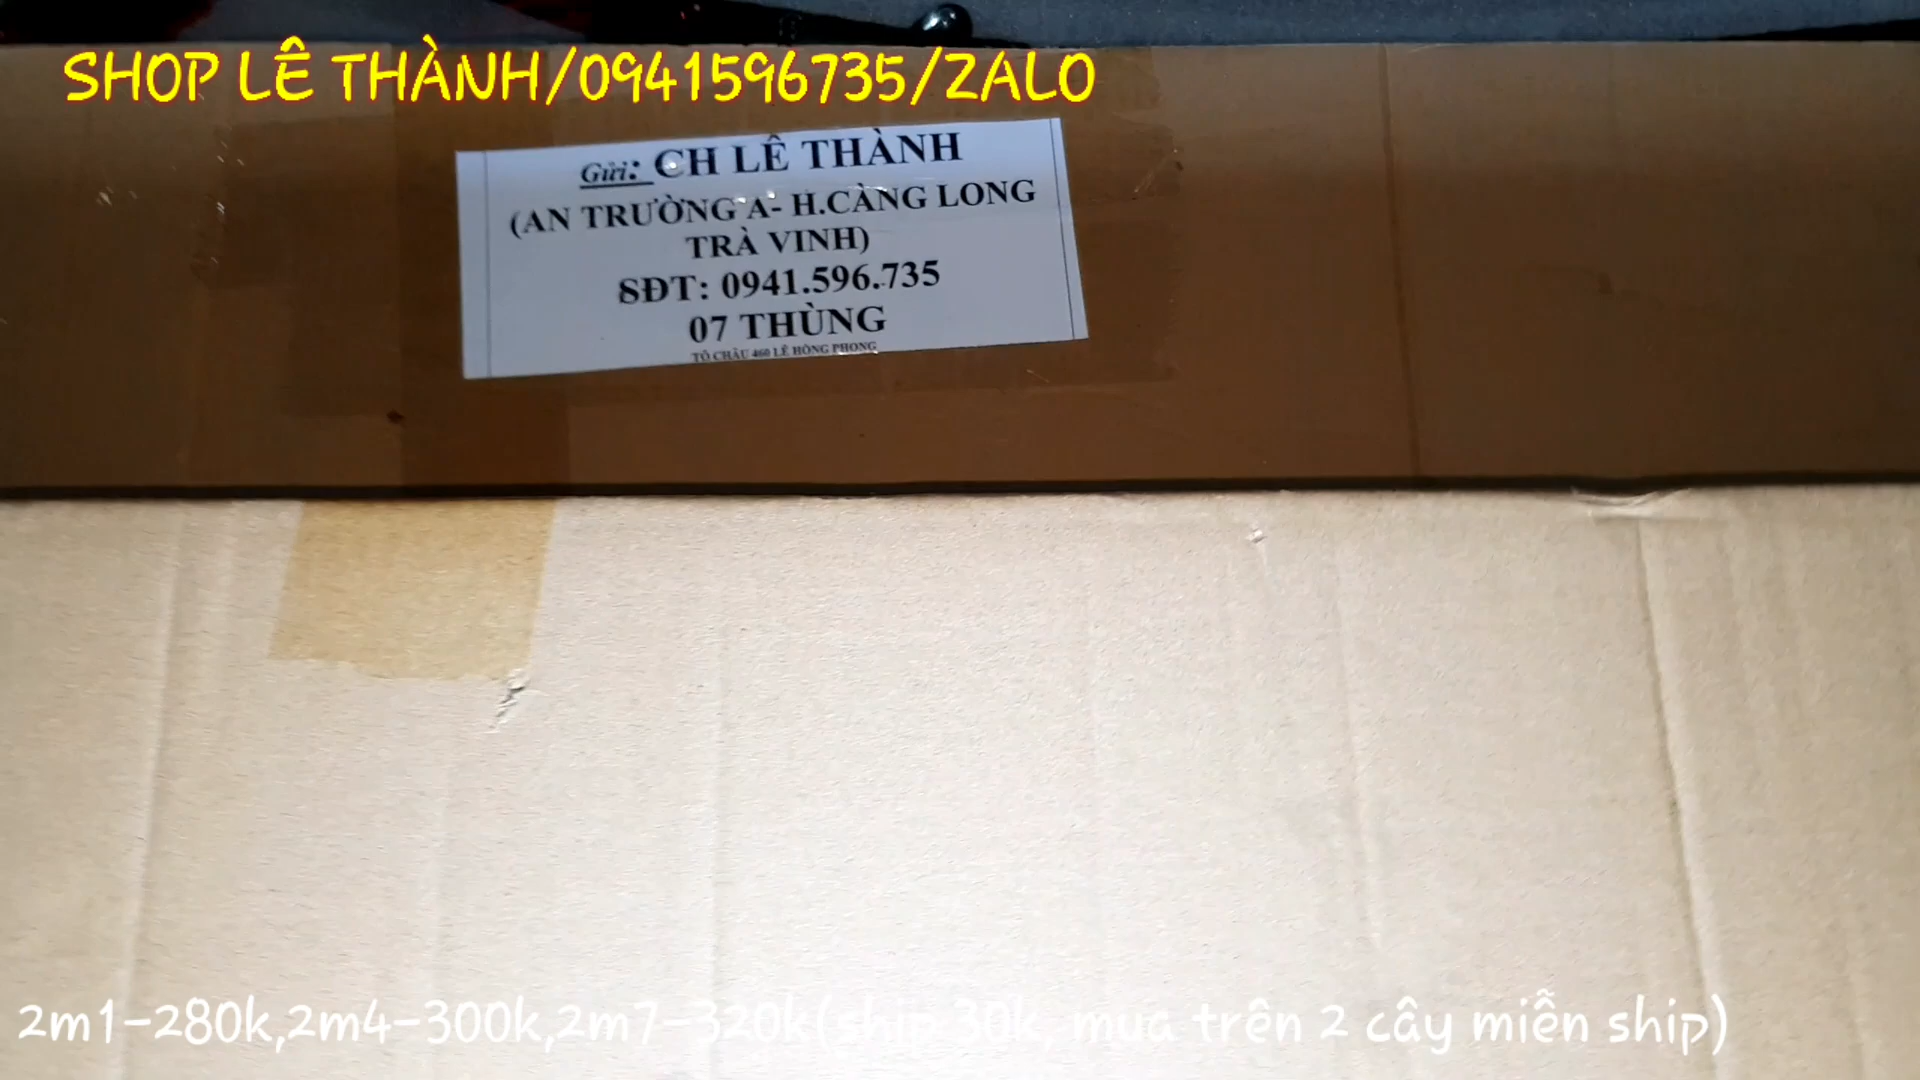 SHOP LÊ THÀNH/0941596735/ZALO
Gửi: CH LÊ THÀNH
(AN TRƯỜNG A- H.CÀNG LONG
TRÀ VINH)
SĐT: 0941.596.735
07 THÙNG
TÔ CHÂU 460 LÊ HỒNG PHONG
2m1-280k,2m4-300k,2m7-320k(ship 30k, mua trên 2 cây miễn ship)